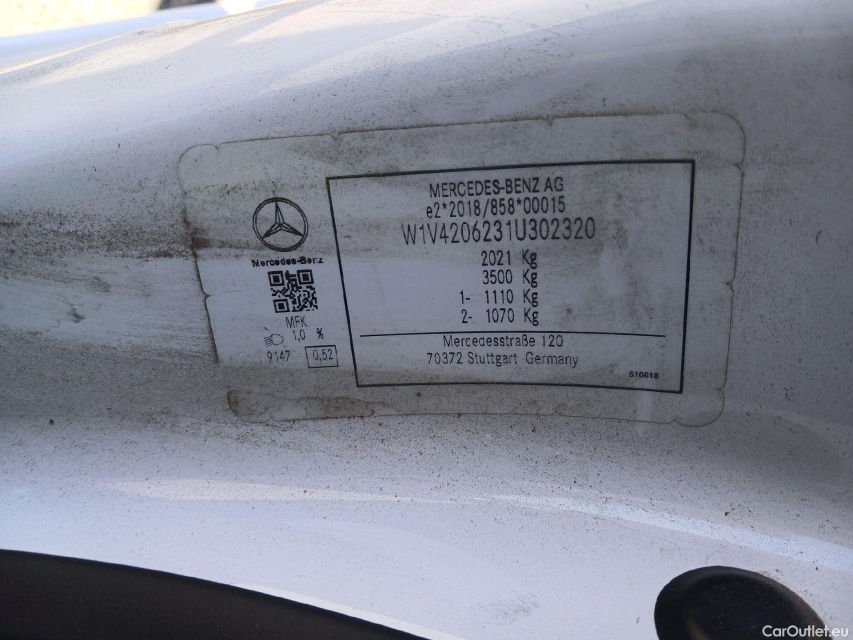 MERCEDES-BENZ AG
e2*2018/858*00015
W1V4206231U302320
2021 Kg
3500 Kg
1- 1110 Kg
2- 1070 Kg
Mercedesstraße 120
70372 Stuttgart Germany
510618
Mercedes-Benz
MFK
1,0 %
9147 0,52
CarOutlet.eu